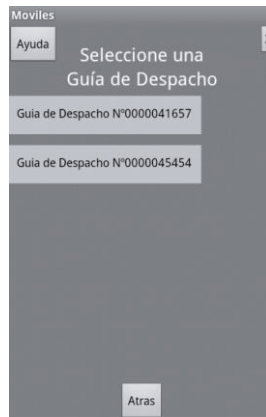 Moviles
Ayuda
Seleccione una
Guía de Despacho
Guia de Despacho Nº0000041657
Guia de Despacho Nº0000045454
Atras